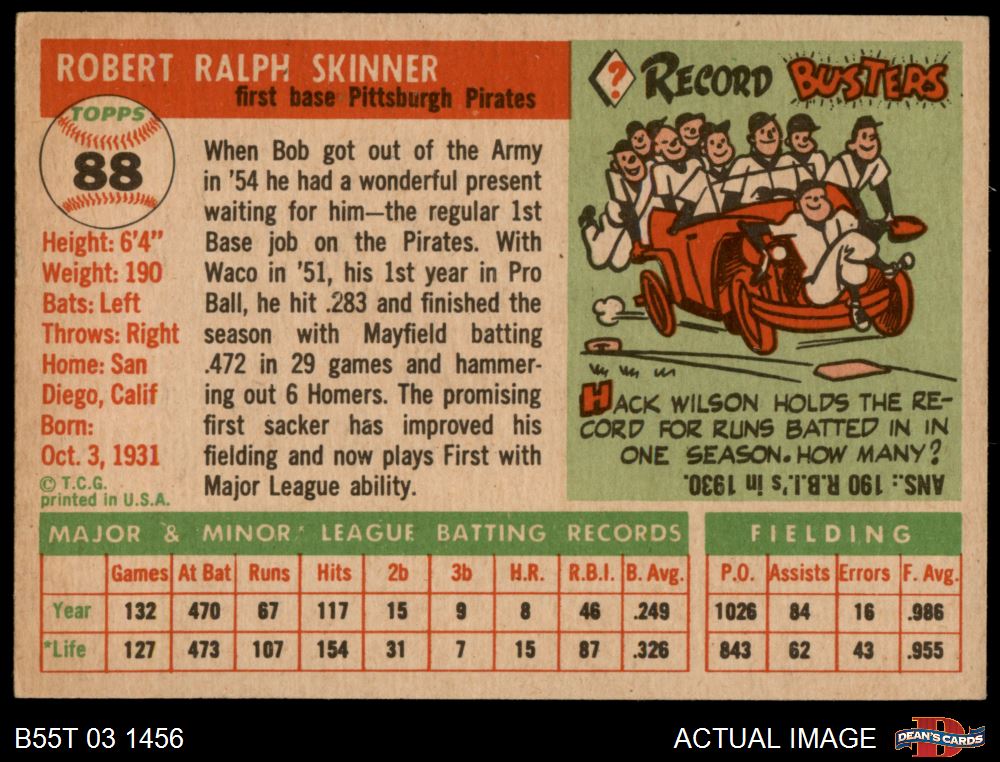 ROBERT RALPH SKINNER
first base Pittsburgh Pirates
TOPPS
88
Height: 6'4"
Weight: 190
Bats: Left
Throws: Right
Home: San
Diego, Calif
Born:
Oct. 3, 1931
© T.C.G.
printed in U.S.A.
When Bob got out of the Army
in '54 he had a wonderful present
waiting for him—the regular 1st
Base job on the Pirates. With
Waco in '51, his 1st year in Pro
Ball, he hit .283 and finished the
season with Mayfield batting
.472 in 29 games and hammer-
ing out 6 Homers. The promising
first sacker has improved his
fielding and now plays First with
Major League ability.
? RECORD BUSTERS
HACK WILSON HOLDS THE RE-
CORD FOR RUNS BATTED IN IN
ONE SEASON. HOW MANY?
ANS.: 190 R.B.I.'s in 1930.
MAJOR & MINOR* LEAGUE BATTING RECORDS
Games At Bat Runs Hits 2b 3b H.R. R.B.I. B. Avg.
Year 132 470 67 117 15 9 8 46 .249
*Life 127 473 107 154 31 7 15 87 .326
FIELDING
P.O. Assists Errors F. Avg.
1026 84 16 .986
843 62 43 .955
B55T 03 1456
ACTUAL IMAGE
DEAN'S CARDS